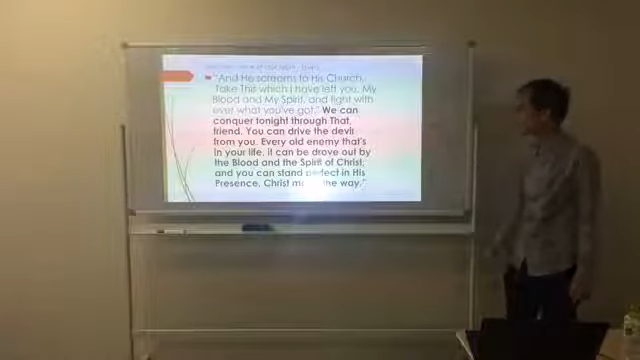 "And He screams to His Church,
"Take This which I have left you, My
Blood and My Spirit, and fight with
ever what you've got." We can
conquer tonight through That,
friend. You can drive the devil
from you. Every old enemy that's
in your life, it can be drove out by
the Blood and the Spirit of Christ,
and you can stand perfect in His
Presence. Christ the way."